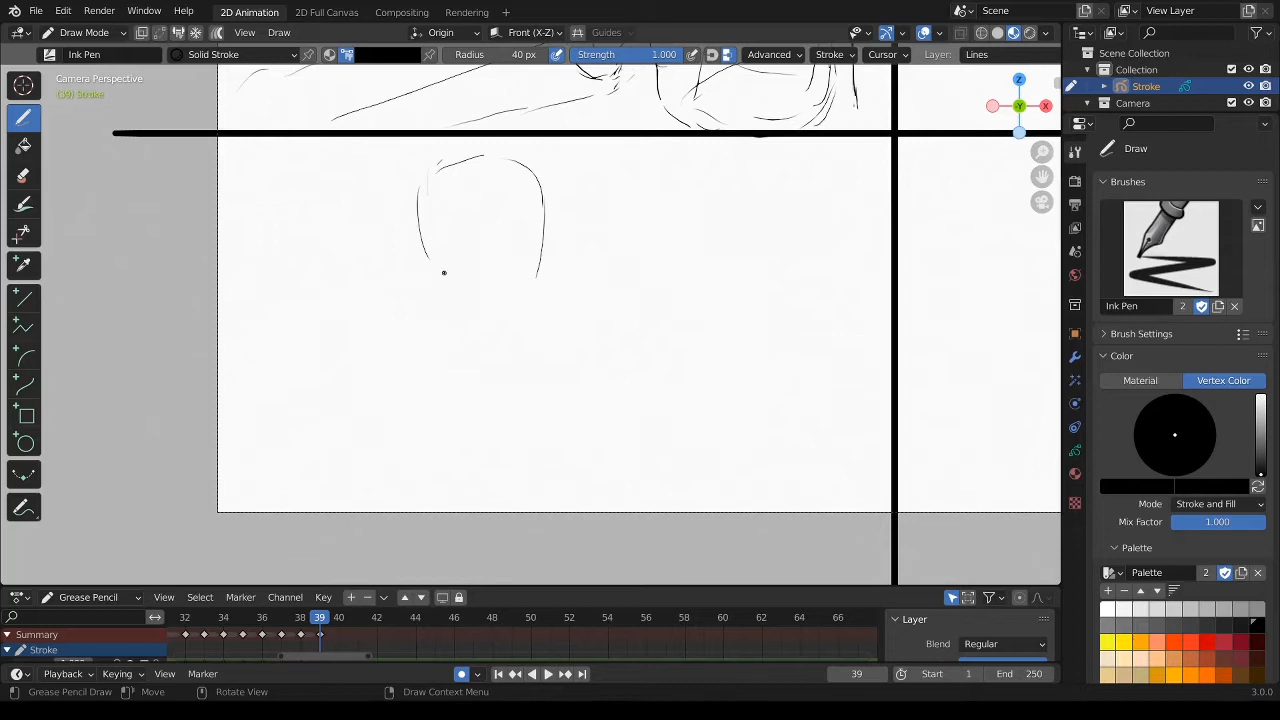 File Edit Render Window Help 2D Animation 2D Full Canvas Compositing Rendering + Scene View Layer
Draw Mode View Draw Origin Front (X-Z) Guides
Ink Pen Solid Stroke Radius 40 px Strength 1.000 Advanced Stroke Cursor Layer: Lines
Scene Collection
Collection
Stroke
Camera
Camera Perspective
(39) Stroke
Z
Y
X
Draw
Brushes
Ink Pen 2
Brush Settings
Color
Material Vertex Color
Mode Stroke and Fill
Mix Factor 1.000
Palette
Palette 2
Grease Pencil View Select Marker Channel Key
32 34 36 38 39 40 42 44 46 48 50 52 54 56 58 60 62 64 66
Summary
Stroke
Layer
Blend Regular
Playback Keying View Marker 39 Start 1 End 250
Grease Pencil Draw Move Rotate View Draw Context Menu 3.0.0